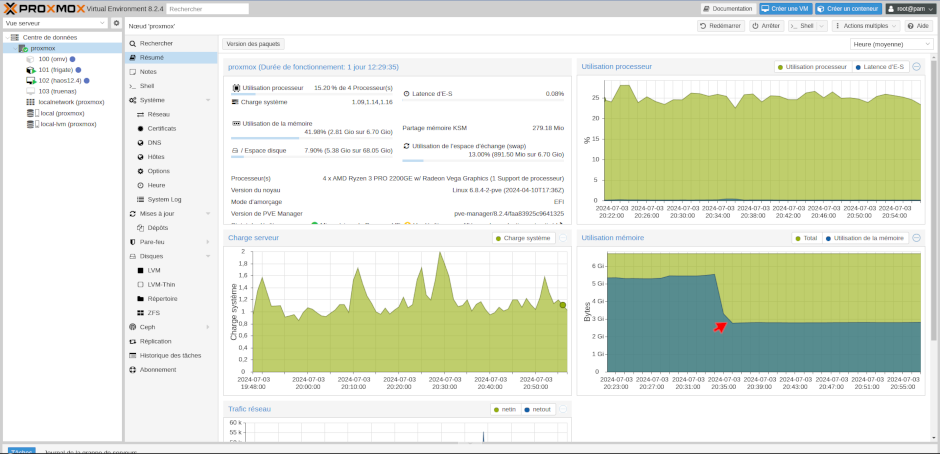 PROXMOX Virtual Environment 8.2.4 Rechercher Documentation Créer une VM Créer un conteneur root@pam
Vue serveur
Nœud 'proxmox' Redémarrer Arrêter Shell Actions multiples Aide
Centre de données
proxmox
100 (omv)
101 (frigate)
102 (haos12.4)
103 (truenas)
localnetwork (proxmox)
local (proxmox)
local-lvm (proxmox)
Rechercher
Résumé
Notes
Shell
Système
Réseau
Certificats
DNS
Hôtes
Options
Heure
System Log
Mises à jour
Dépôts
Pare-feu
Disques
LVM
LVM-Thin
Répertoire
ZFS
Ceph
Réplication
Historique des tâches
Abonnement
Version des paquets Heure (moyenne)
proxmox (Durée de fonctionnement: 1 jour 12:29:35)
Utilisation processeur 15.20 % de 4 Processeur(s)
Latence d'E-S 0.08%
Charge système 1.09,1.14,1.16
Utilisation de la mémoire
41.98% (2.81 Gio sur 6.70 Gio)
Partage mémoire KSM 279.18 Mio
/ Espace disque 7.90% (5.38 Gio sur 68.05 Gio)
Utilisation de l'espace d'échange (swap)
13.00% (891.50 Mio sur 6.70 Gio)
Processeur(s) 4 x AMD Ryzen 3 PRO 2200GE w/ Radeon Vega Graphics (1 Support de processeur)
Version du noyau Linux 6.8.4-2-pve (2024-04-10T17:36Z)
Mode d'amorçage EFI
Version de PVE Manager pve-manager/8.2.4/faa83925c9641325
Utilisation processeur Utilisation processeur Latence d'E-S
25
20
15
10
5
0
%
2024-07-03 2024-07-03 2024-07-03 2024-07-03 2024-07-03 2024-07-03 2024-07-03 2024-07-03 2024-07-03
20:22:00 20:26:00 20:30:00 20:34:00 20:38:00 20:42:00 20:46:00 20:50:00 20:54:00
Charge serveur Charge système
2
1,8
1,6
1,4
1,2
1
0,8
0,6
0,4
0,2
0
Charge système
2024-07-03 2024-07-03 2024-07-03 2024-07-03 2024-07-03 2024-07-03 2024-07-03
19:48:00 20:00:00 20:10:00 20:20:00 20:30:00 20:40:00 20:50:00
Utilisation mémoire Total Utilisation de la mémoire
6 Gi
5 Gi
4 Gi
3 Gi
2 Gi
1 Gi
0
Bytes
2024-07-03 2024-07-03 2024-07-03 2024-07-03 2024-07-03 2024-07-03 2024-07-03 2024-07-03 2024-07-03
20:23:00 20:27:00 20:31:00 20:35:00 20:39:00 20:43:00 20:47:00 20:51:00 20:55:00
Trafic réseau netin netout
60 k
55 k
Tâches